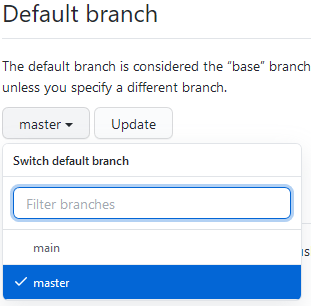 Default branch
The default branch is considered the “base” branch
unless you specify a different branch.
master Update
Switch default branch
Filter branches
main
master